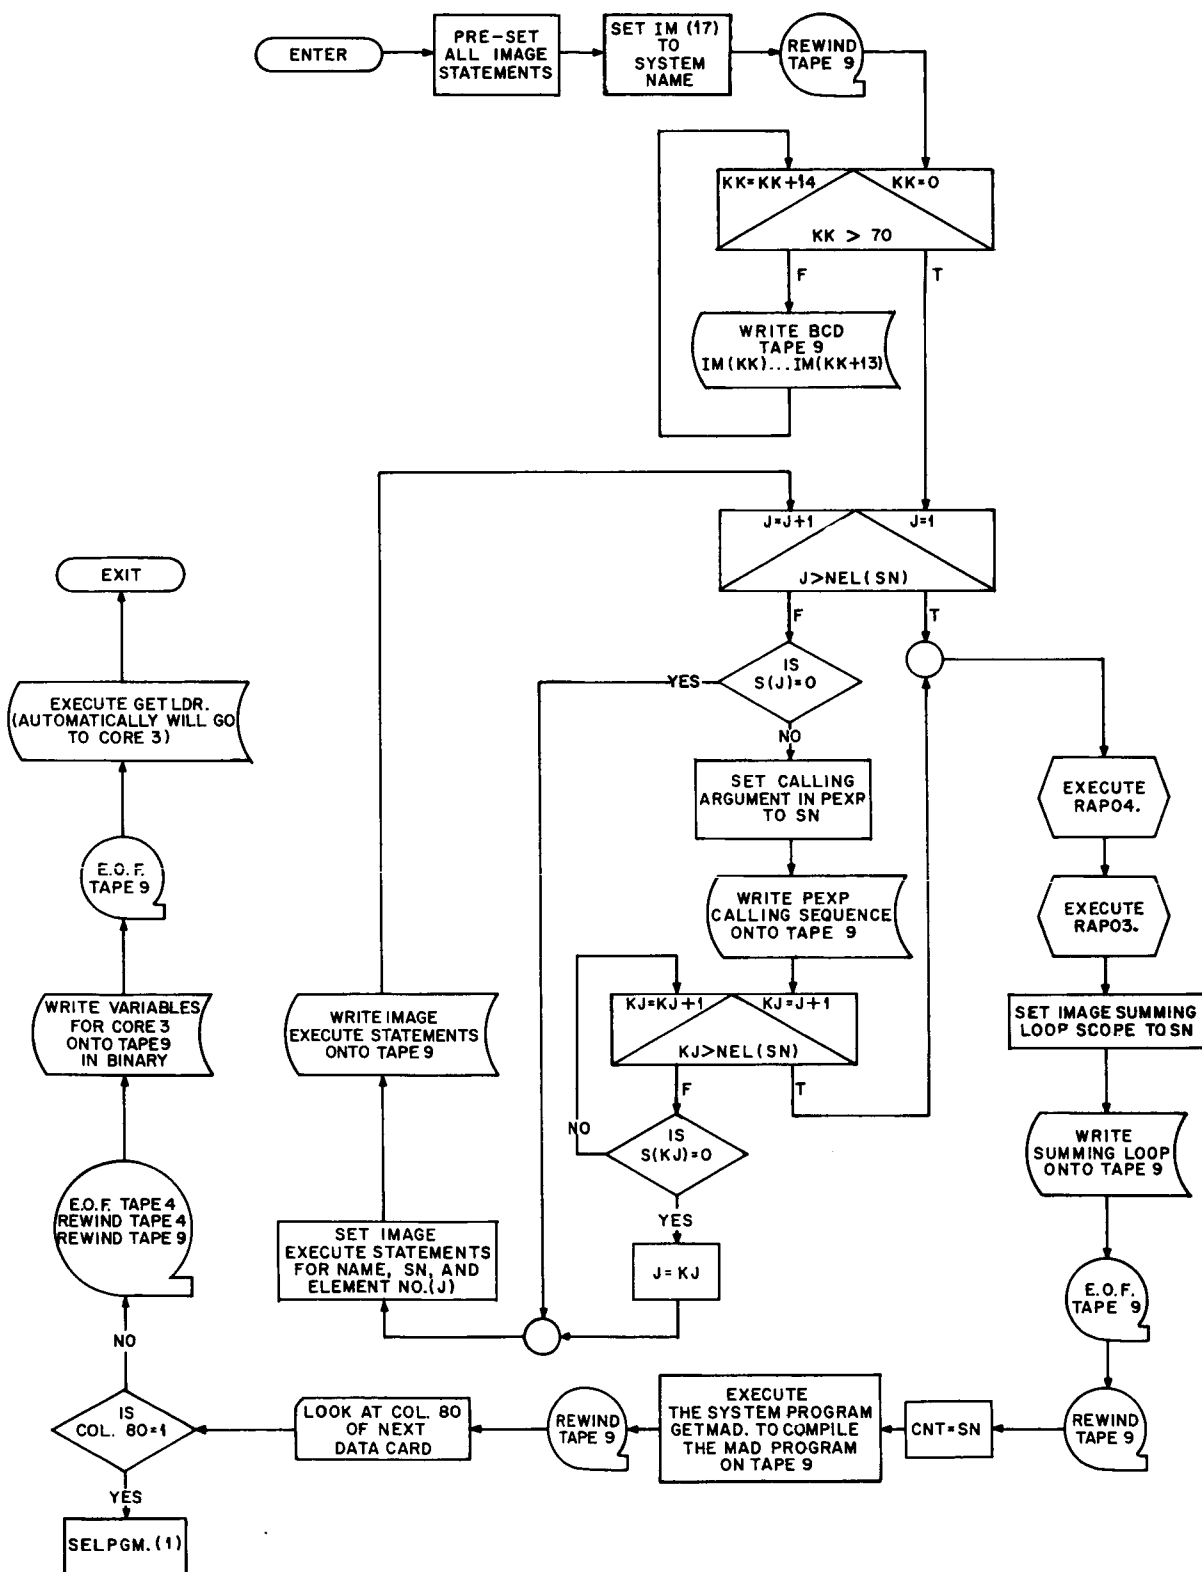 ENTER
PRE-SET
ALL IMAGE
STATEMENTS
SET IM (17)
TO
SYSTEM
NAME
REWIND
TAPE 9
KK=KK+14
KK=0
KK > 70
F
T
WRITE BCD
TAPE 9
IM(KK)...IM(KK+13)
J=J+1
J=1
J>NEL(SN)
F
T
IS
S(J)=0
YES
NO
SET CALLING
ARGUMENT IN PEXP
TO SN
WRITE PEXP
CALLING SEQUENCE
ONTO TAPE 9
KJ=KJ+1
KJ=J+1
KJ>NEL(SN)
F
T
NO
IS
S(KJ)=0
YES
J=KJ
EXECUTE
RAPO4.
EXECUTE
RAPO3.
SET IMAGE SUMMING
LOOP SCOPE TO SN
WRITE
SUMMING LOOP
ONTO TAPE 9
E.O.F.
TAPE 9
REWIND
TAPE 9
CNT=SN
EXECUTE
THE SYSTEM PROGRAM
GETMAD. TO COMPILE
THE MAD PROGRAM
ON TAPE 9
REWIND
TAPE 9
LOOK AT COL. 80
OF NEXT
DATA CARD
IS
COL. 80=1
YES
NO
SELPGM.(1)
E.O.F. TAPE 4
REWIND TAPE 4
REWIND TAPE 9
WRITE VARIABLES
FOR CORE 3
ONTO TAPE 9
IN BINARY
E.O.F.
TAPE 9
EXECUTE GETLDR.
(AUTOMATICALLY WILL GO
TO CORE 3)
EXIT
WRITE IMAGE
EXECUTE STATEMENTS
ONTO TAPE 9
SET IMAGE
EXECUTE STATEMENTS
FOR NAME, SN, AND
ELEMENT NO.(J)